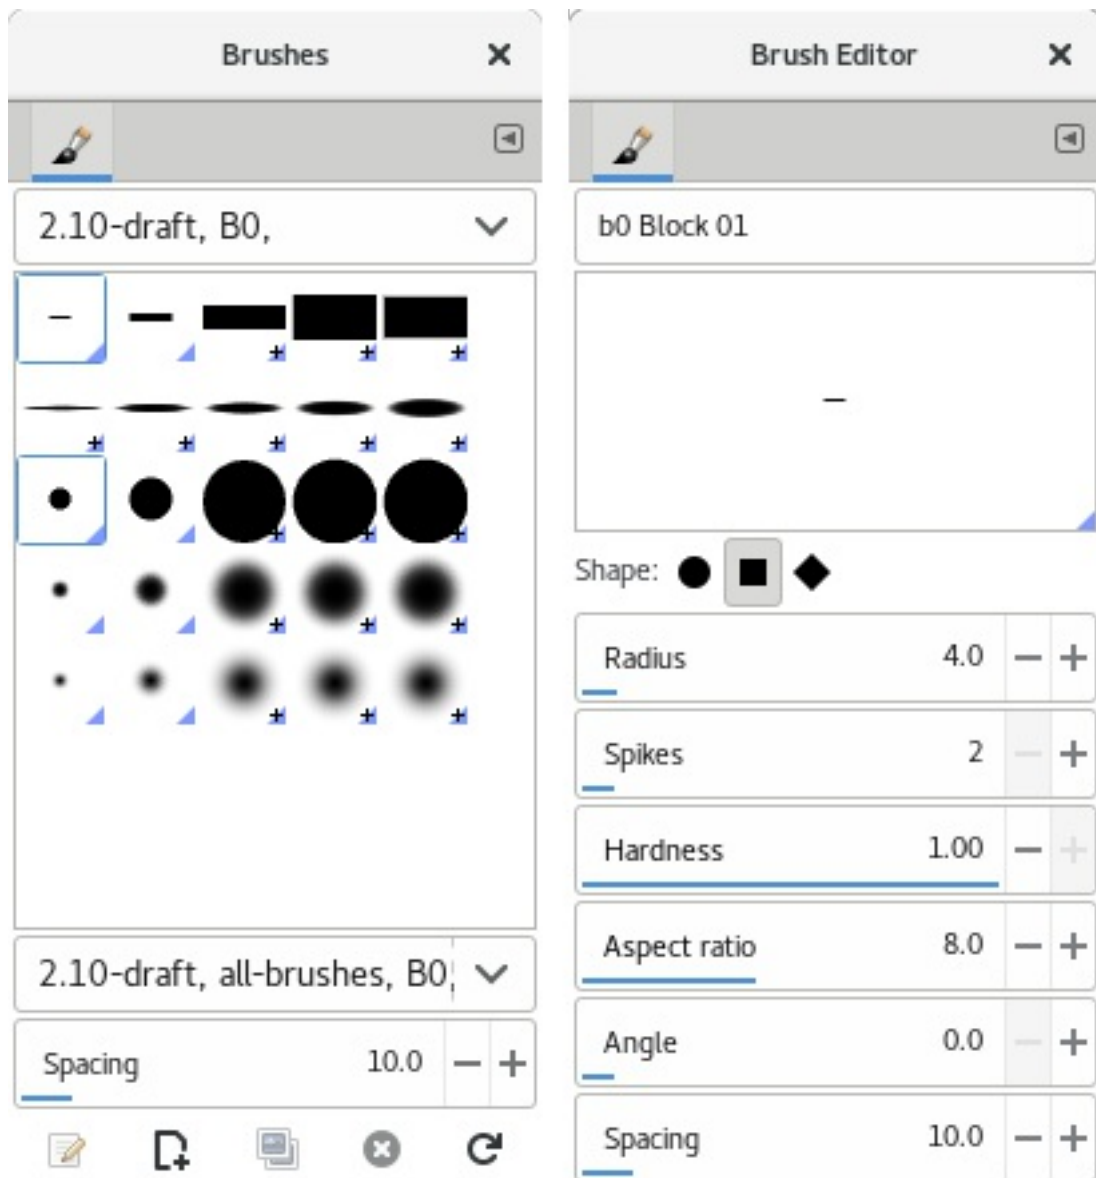 Brushes
2.10-draft, B0,
2.10-draft, all-brushes, B0,
Spacing 10.0
Brush Editor
b0 Block 01
Shape:
Radius 4.0
Spikes 2
Hardness 1.00
Aspect ratio 8.0
Angle 0.0
Spacing 10.0